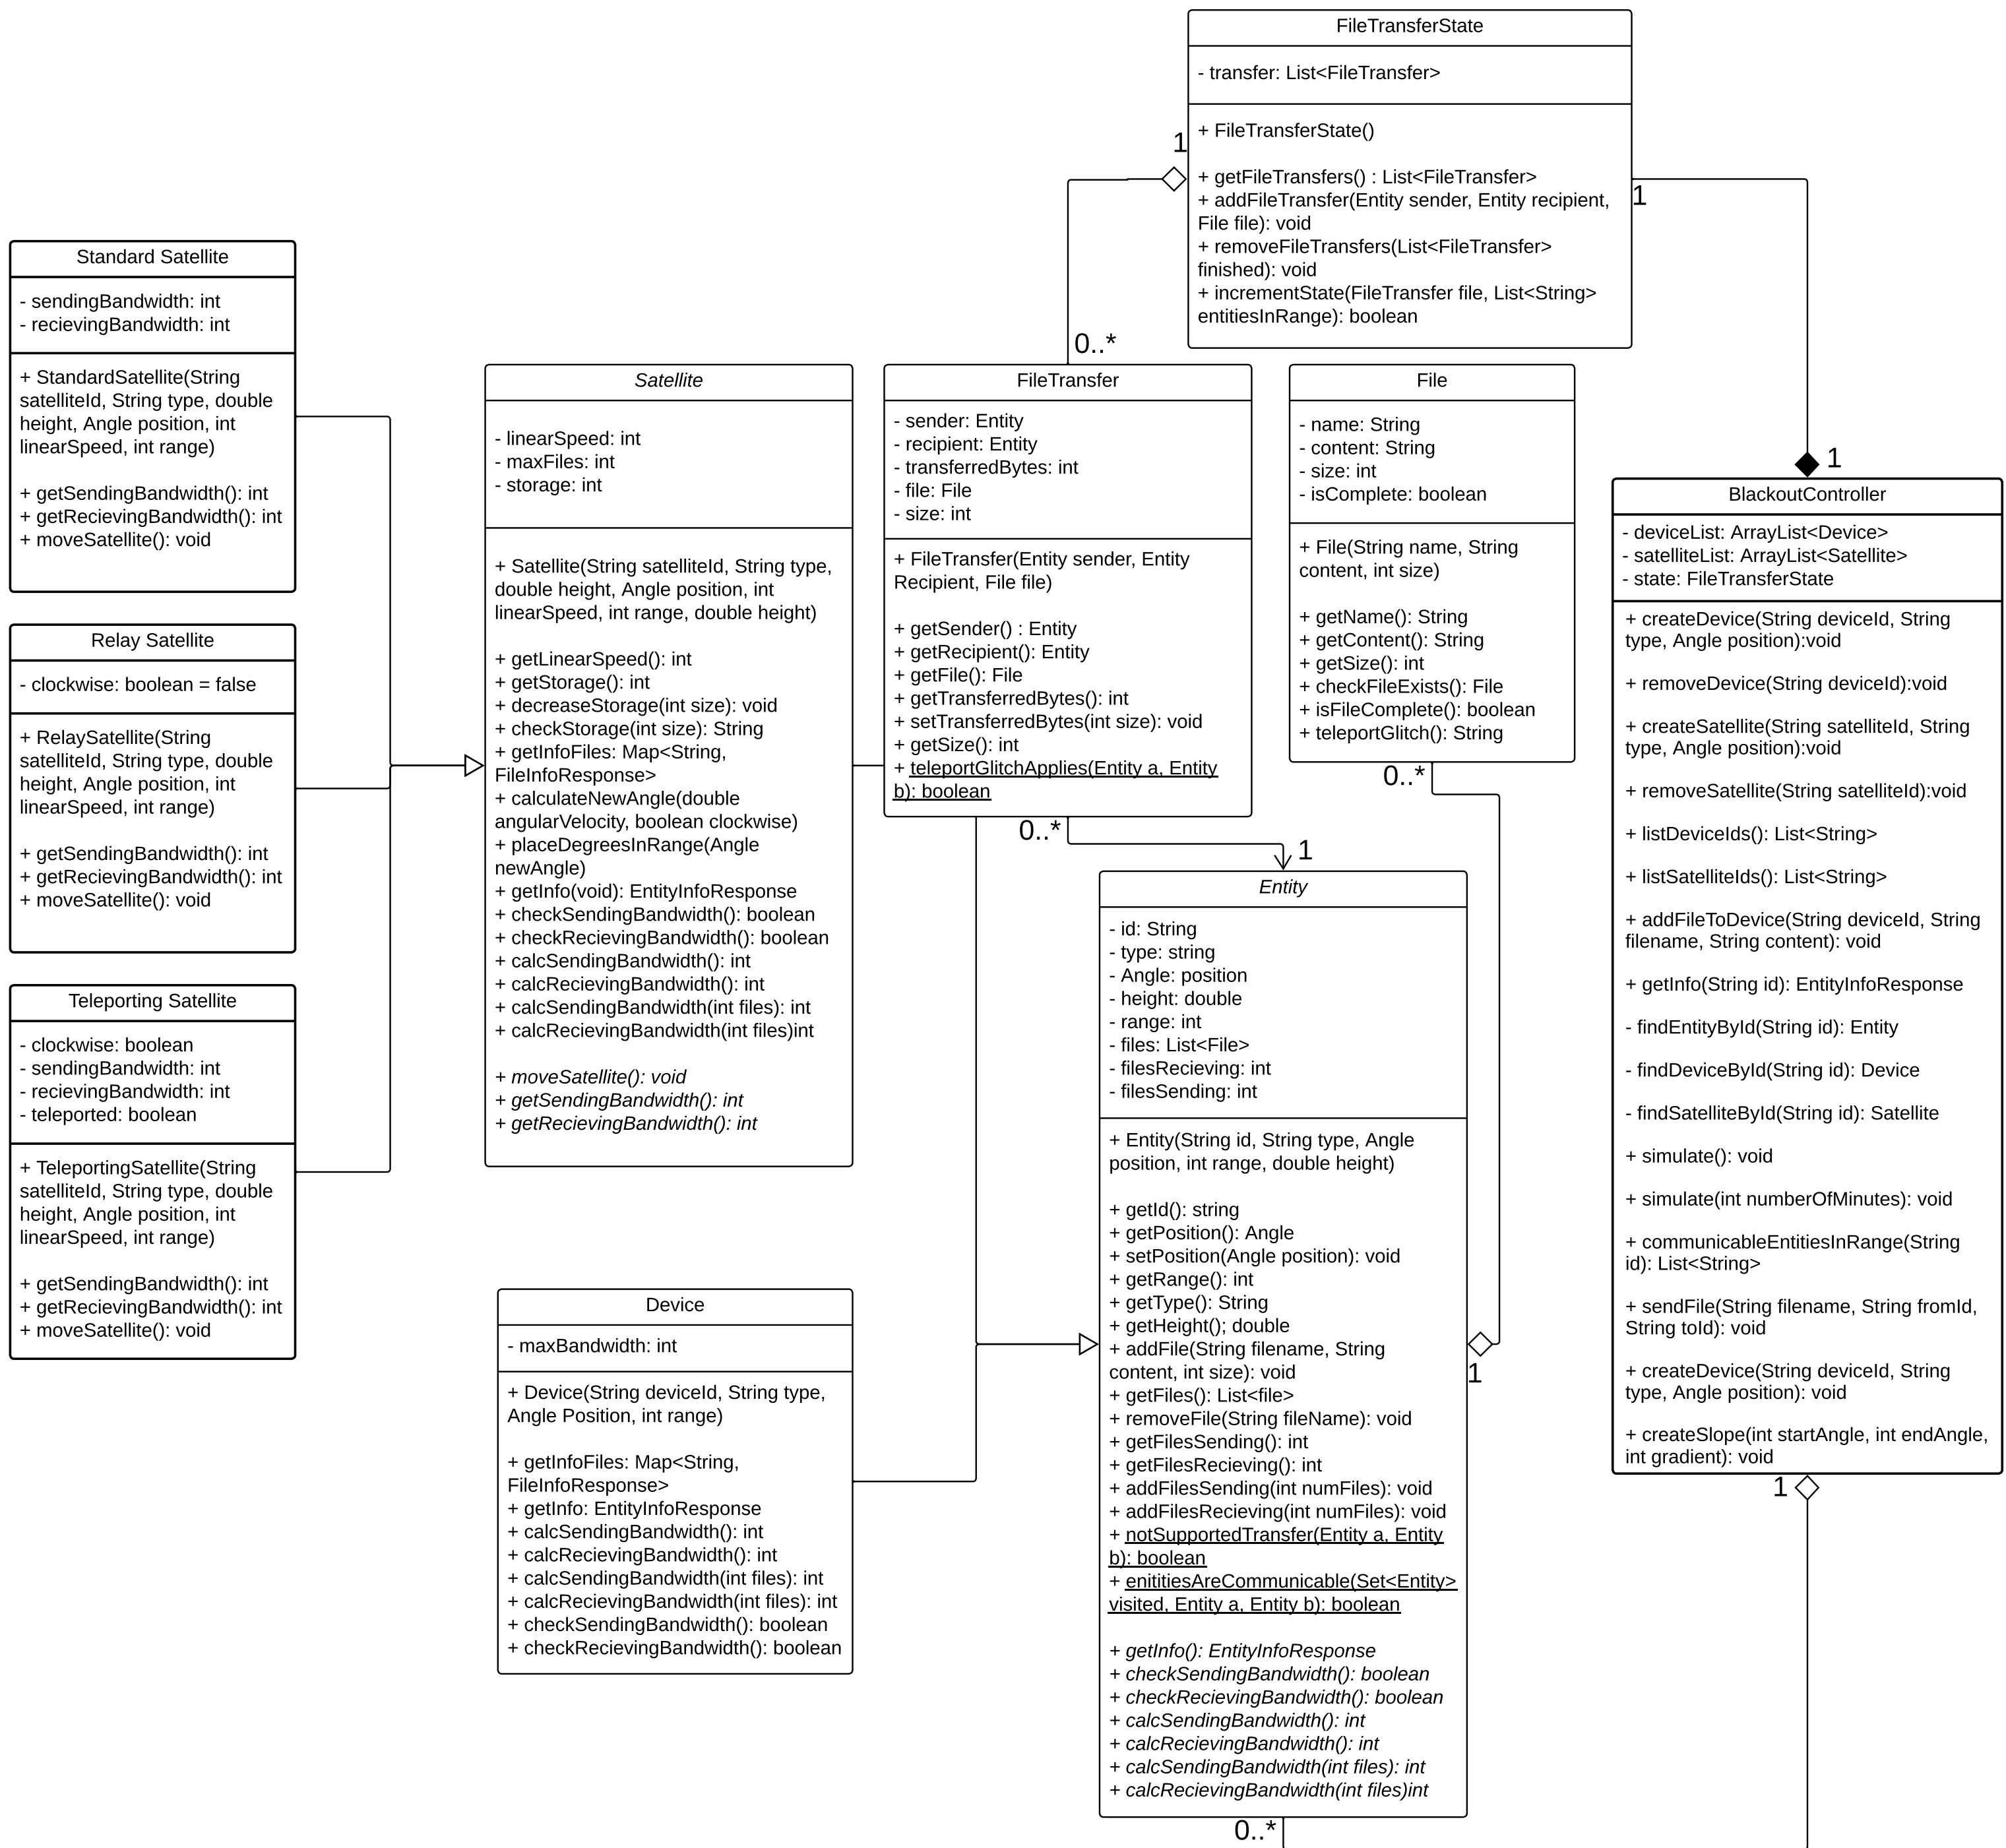 FileTransferState
- transfer: List<FileTransfer>
+ FileTransferState()
+ getFileTransfers() : List<FileTransfer>
+ addFileTransfer(Entity sender, Entity recipient,
File file): void
+ removeFileTransfers(List<FileTransfer>
finished): void
+ incrementState(FileTransfer file, List<String>
entitiesInRange): boolean
1
1
0..*
1
Standard Satellite
- sendingBandwidth: int
- recievingBandwidth: int
+ StandardSatellite(String
satelliteId, String type, double
height, Angle position, int
linearSpeed, int range)
+ getSendingBandwidth(): int
+ getRecievingBandwidth(): int
+ moveSatellite(): void
Relay Satellite
- clockwise: boolean = false
+ RelaySatellite(String
satelliteId, String type, double
height, Angle position, int
linearSpeed, int range)
+ getSendingBandwidth(): int
+ getRecievingBandwidth(): int
+ moveSatellite(): void
Teleporting Satellite
- clockwise: boolean
- sendingBandwidth: int
- recievingBandwidth: int
- teleported: boolean
+ TeleportingSatellite(String
satelliteId, String type, double
height, Angle position, int
linearSpeed, int range)
+ getSendingBandwidth(): int
+ getRecievingBandwidth(): int
+ moveSatellite(): void
Satellite
- linearSpeed: int
- maxFiles: int
- storage: int
+ Satellite(String satelliteId, String type,
double height, Angle position, int
linearSpeed, int range, double height)
+ getLinearSpeed(): int
+ getStorage(): int
+ decreaseStorage(int size): void
+ checkStorage(int size): String
+ getInfoFiles: Map<String,
FileInfoResponse>
+ calculateNewAngle(double
angularVelocity, boolean clockwise)
+ placeDegreesInRange(Angle
newAngle)
+ getInfo(void): EntityInfoResponse
+ checkSendingBandwidth(): boolean
+ checkRecievingBandwidth(): boolean
+ calcSendingBandwidth(): int
+ calcRecievingBandwidth(): int
+ calcSendingBandwidth(int files): int
+ calcRecievingBandwidth(int files)int
+ moveSatellite(): void
+ getSendingBandwidth(): int
+ getRecievingBandwidth(): int
Device
- maxBandwidth: int
+ Device(String deviceId, String type,
Angle Position, int range)
+ getInfoFiles: Map<String,
FileInfoResponse>
+ getInfo: EntityInfoResponse
+ calcSendingBandwidth(): int
+ calcRecievingBandwidth(): int
+ calcSendingBandwidth(int files): int
+ calcRecievingBandwidth(int files): int
+ checkSendingBandwidth(): boolean
+ checkRecievingBandwidth(): boolean
FileTransfer
- sender: Entity
- recipient: Entity
- transferredBytes: int
- file: File
- size: int
+ FileTransfer(Entity sender, Entity
Recipient, File file)
+ getSender() : Entity
+ getRecipient(): Entity
+ getFile(): File
+ getTransferredBytes(): int
+ setTransferredBytes(int size): void
+ getSize(): int
+ teleportGlitchApplies(Entity a, Entity
b): boolean
0..*
1
File
- name: String
- content: String
- size: int
- isComplete: boolean
+ File(String name, String
content, int size)
+ getName(): String
+ getContent(): String
+ getSize(): int
+ checkFileExists(): File
+ isFileComplete(): boolean
+ teleportGlitch(): String
0..*
Entity
- id: String
- type: string
- Angle: position
- height: double
- range: int
- files: List<File>
- filesRecieving: int
- filesSending: int
+ Entity(String id, String type, Angle
position, int range, double height)
+ getId(): string
+ getPosition(): Angle
+ setPosition(Angle position): void
+ getRange(): int
+ getType(): String
+ getHeight(); double
+ addFile(String filename, String
content, int size): void
+ getFiles(): List<file>
+ removeFile(String fileName): void
+ getFilesSending(): int
+ getFilesRecieving(): int
+ addFilesSending(int numFiles): void
+ addFilesRecieving(int numFiles): void
+ notSupportedTransfer(Entity a, Entity
b): boolean
+ enititiesAreCommunicable(Set<Entity>
visited, Entity a, Entity b): boolean
+ getInfo(): EntityInfoResponse
+ checkSendingBandwidth(): boolean
+ checkRecievingBandwidth(): boolean
+ calcSendingBandwidth(): int
+ calcRecievingBandwidth(): int
+ calcSendingBandwidth(int files): int
+ calcRecievingBandwidth(int files)int
1
0..*
BlackoutController
- deviceList: ArrayList<Device>
- satelliteList: ArrayList<Satellite>
- state: FileTransferState
+ createDevice(String deviceId, String
type, Angle position):void
+ removeDevice(String deviceId):void
+ createSatellite(String satelliteId, String
type, Angle position):void
+ removeSatellite(String satelliteId):void
+ listDeviceIds(): List<String>
+ listSatelliteIds(): List<String>
+ addFileToDevice(String deviceId, String
filename, String content): void
+ getInfo(String id): EntityInfoResponse
- findEntityById(String id): Entity
- findDeviceById(String id): Device
- findSatelliteById(String id): Satellite
+ simulate(): void
+ simulate(int numberOfMinutes): void
+ communicableEntitiesInRange(String
id): List<String>
+ sendFile(String filename, String fromId,
String toId): void
+ createDevice(String deviceId, String
type, Angle position): void
+ createSlope(int startAngle, int endAngle,
int gradient): void
1